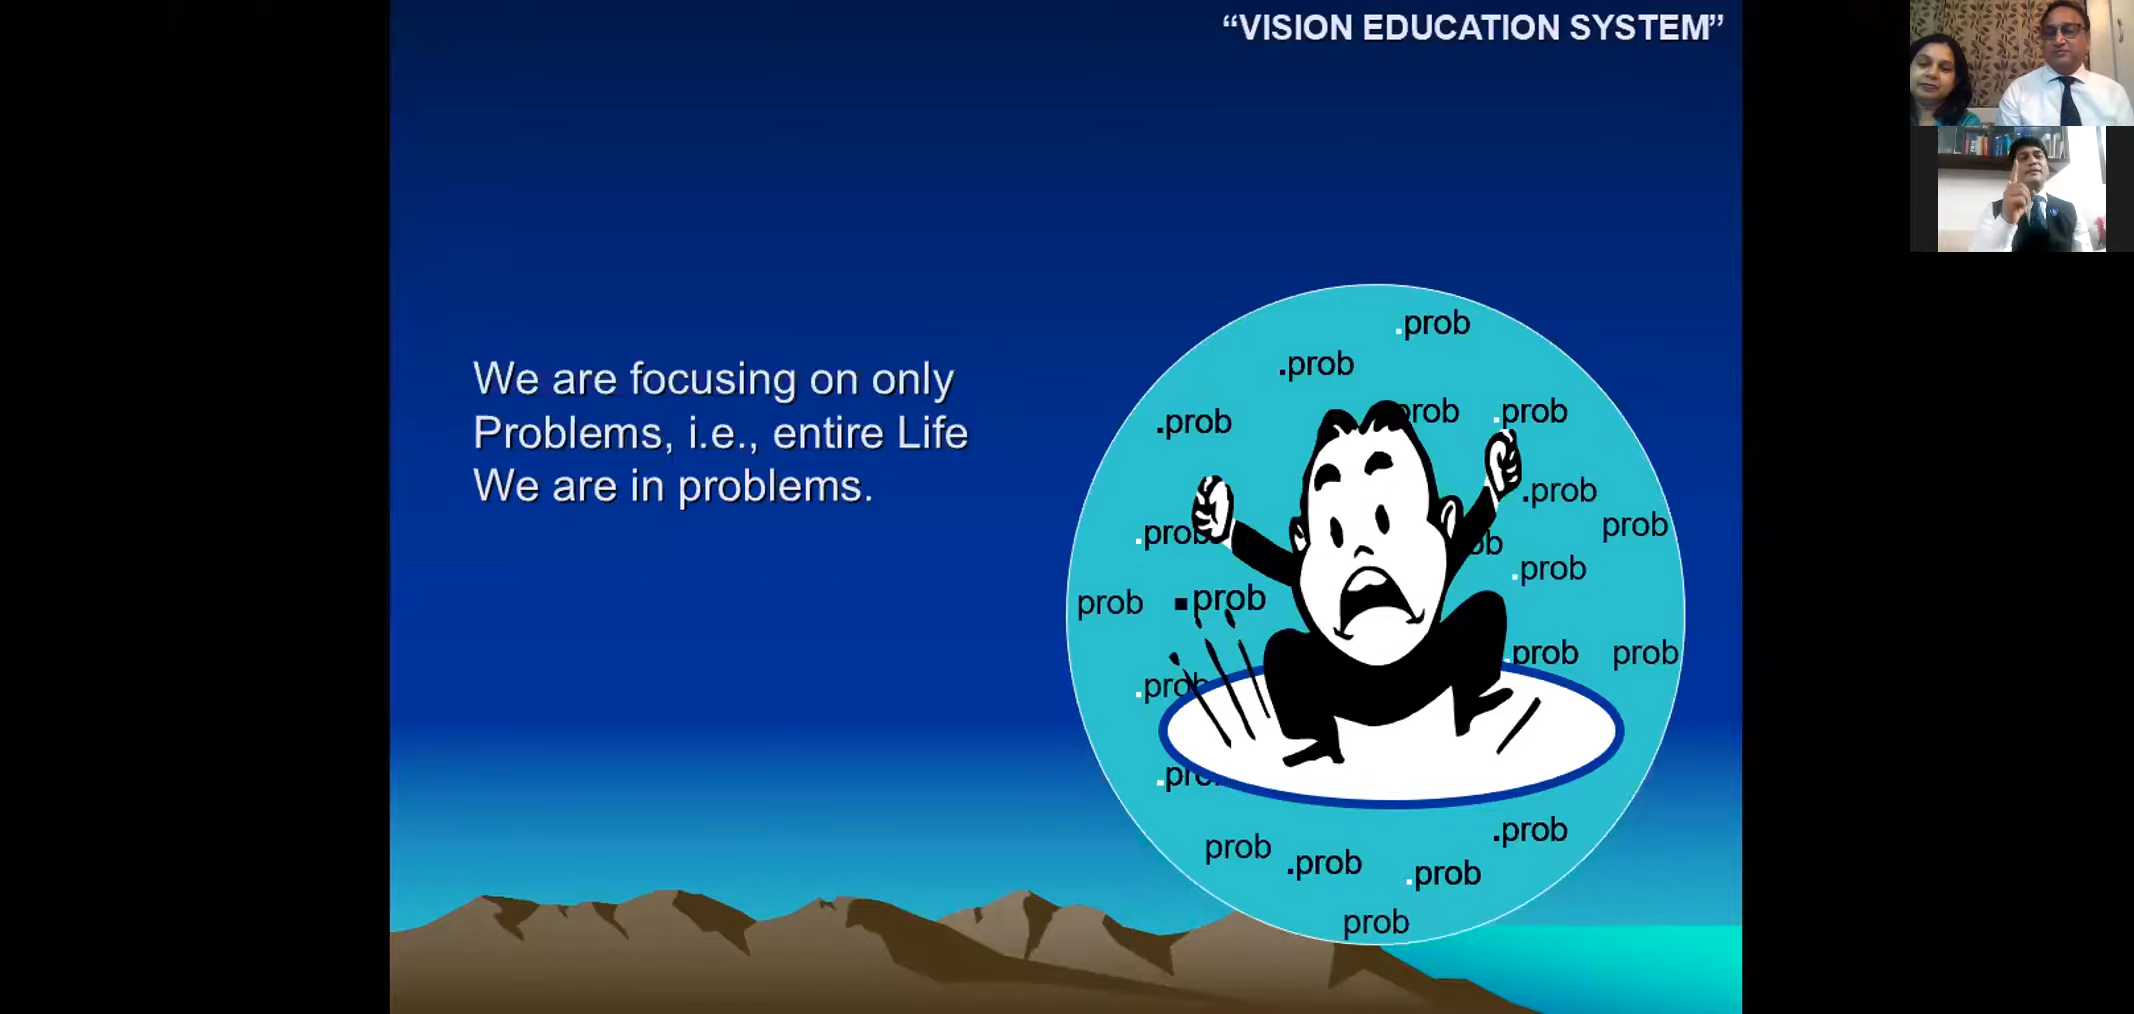 “VISION EDUCATION SYSTEM”
We are focusing on only
Problems, i.e., entire Life
We are in problems.
.prob
.prob
.prob
prob
.prob
.prob
prob
.prob
.prob
prob
.prob
.prob
prob
.prob
prob
.prob
.prob
.prob
prob